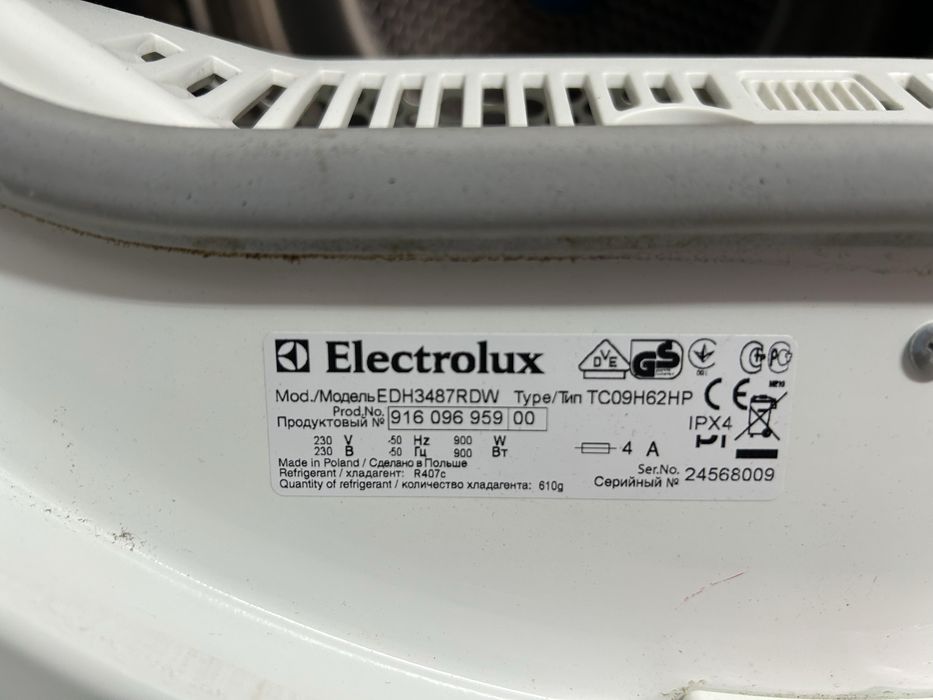 Electrolux
Mod./Модель EDH3487RDW Type/Тип TC09H62HP
Prod.No. 916 096 959 00
Продуктовый №
IPX4
230 V ~50 Hz 900 W
230 В ~50 Гц 900 Вт
4 A
Made in Poland / Сделано в Польше
Refrigerant / хладагент: R407c
Quantity of refrigerant / количество хладагента: 610g
Ser.No. 24568009
Серийный №